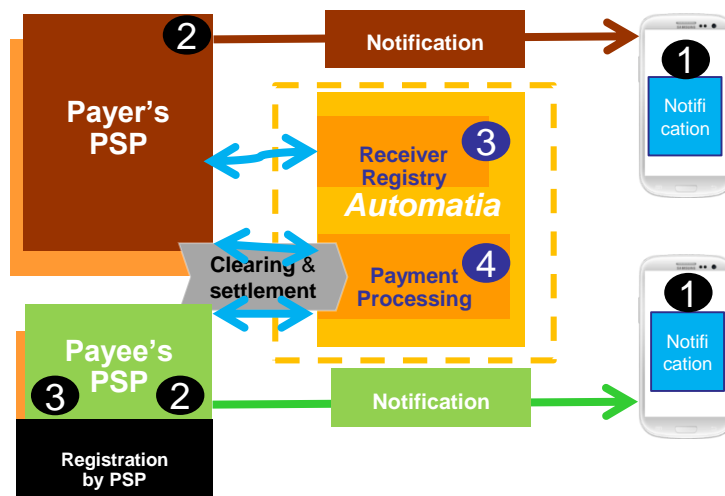 2
Notification
1
Notifi
cation
Payer's
PSP
3
Receiver
Registry
Automatia
Clearing &
settlement
4
Payment
Processing
1
Notifi
cation
Payee's
PSP
3
2
Notification
Registration
by PSP